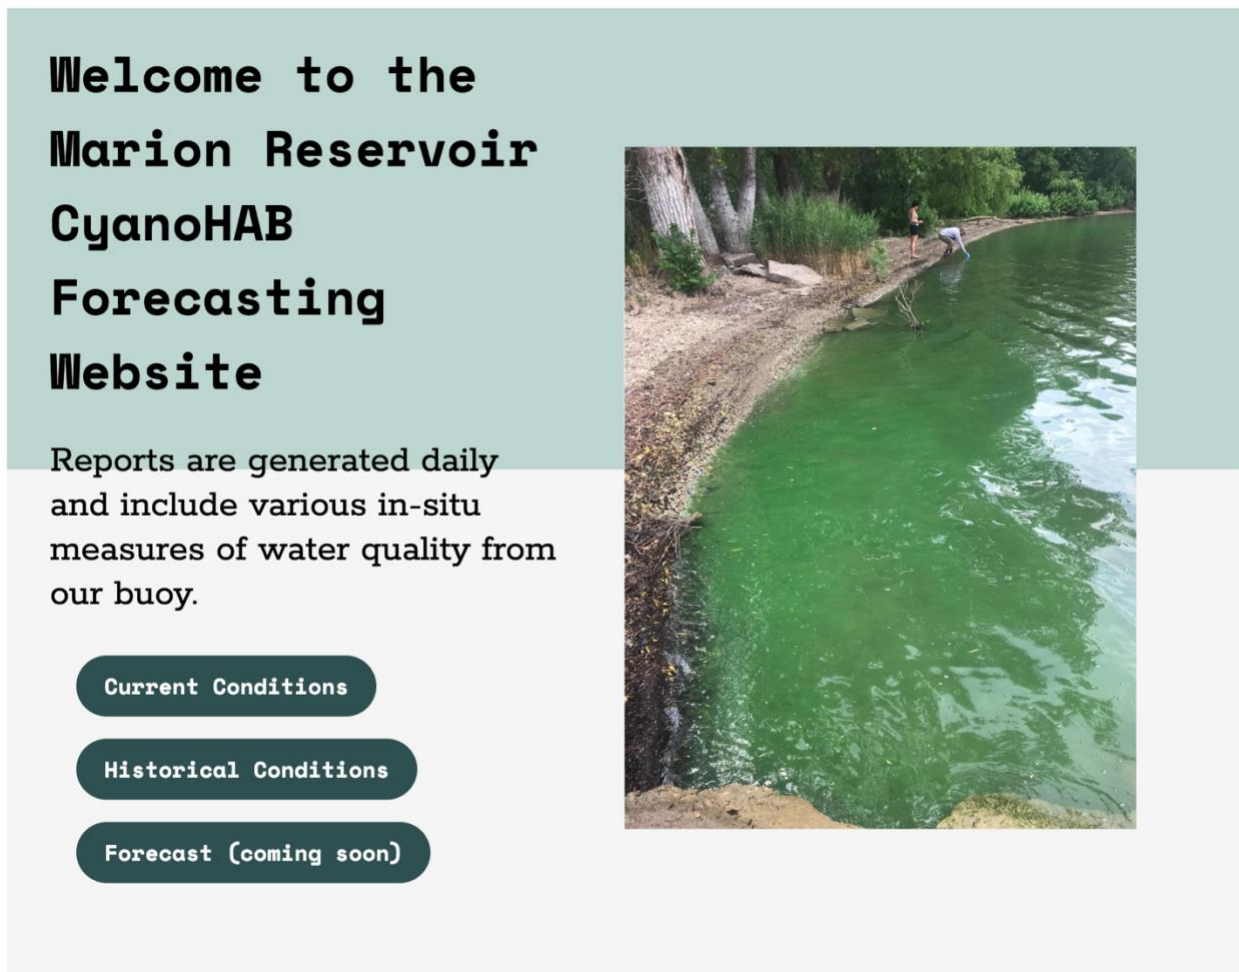 Welcome to the
Marion Reservoir
CyanoHAB
Forecasting
Website
Reports are generated daily
and include various in-situ
measures of water quality from
our buoy.
Current Conditions
Historical Conditions
Forecast (coming soon)